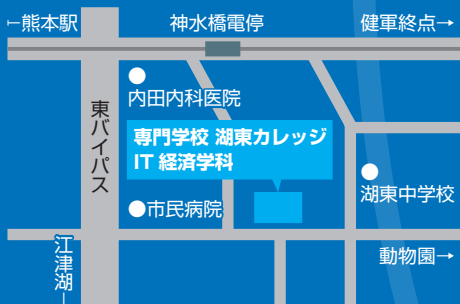 ←熊本駅
神水橋電停
健軍終点→
内田内科医院
東バイパス
専門学校 湖東カレッジ
IT 経済学科
湖東中学校
市民病院
動物園→
江津湖→